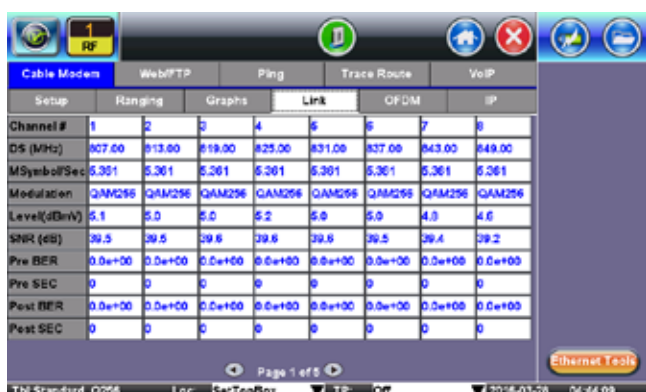 1
RF
Cable Modem Web/FTP Ping Trace Route VoIP
Setup Ranging Graphs Link OFDM IP
Channel # 1 2 3 4 5 6 7 8
DS (MHz) 807.00 813.00 819.00 825.00 831.00 837.00 843.00 849.00
MSymbol/Sec 5.361 5.361 5.361 5.361 5.361 5.361 5.361 5.361
Modulation QAM256 QAM256 QAM256 QAM256 QAM256 QAM256 QAM256 QAM256
Level(dBmV) 5.1 5.0 5.0 5.2 5.0 5.0 4.8 4.6
SNR (dB) 39.5 39.5 39.6 39.6 39.6 39.5 39.4 39.2
Pre BER 0.0e+00 0.0e+00 0.0e+00 0.0e+00 0.0e+00 0.0e+00 0.0e+00 0.0e+00
Pre SEC 0 0 0 0 0 0 0 0
Post BER 0.0e+00 0.0e+00 0.0e+00 0.0e+00 0.0e+00 0.0e+00 0.0e+00 0.0e+00
Post SEC 0 0 0 0 0 0 0 0
Page 1 of 5
Ethernet Tools
Standard Q256 Loc: SetTopBox TP: Off 2016-03-28 04:44:09